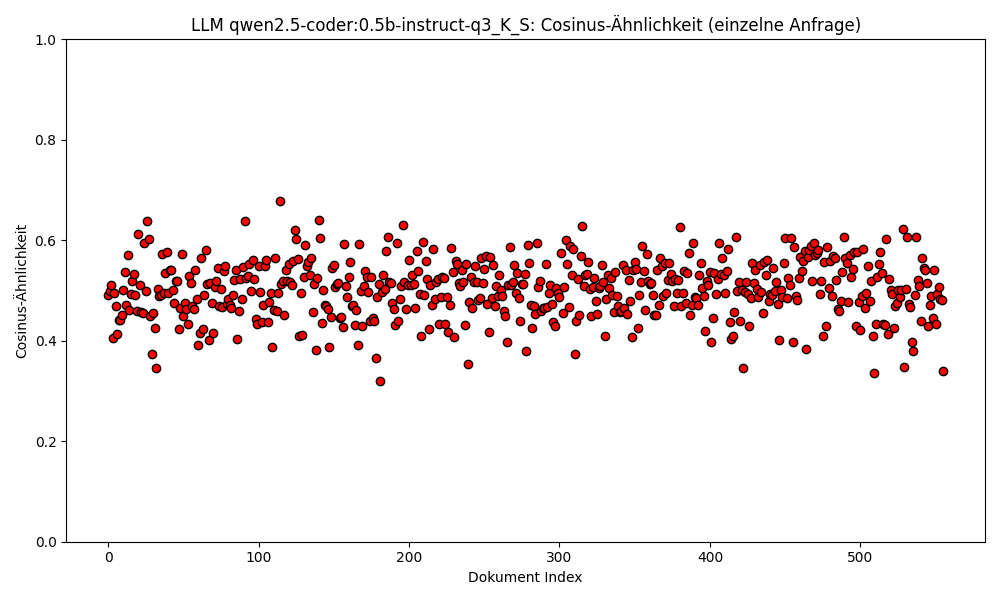 LLM qwen2.5-coder:0.5b-instruct-q3_K_S: Cosinus-Ähnlichkeit (einzelne Anfrage)
1.0
0.8
0.6
0.4
0.2
0.0
Cosinus-Ähnlichkeit
0 100 200 300 400 500
Dokument Index